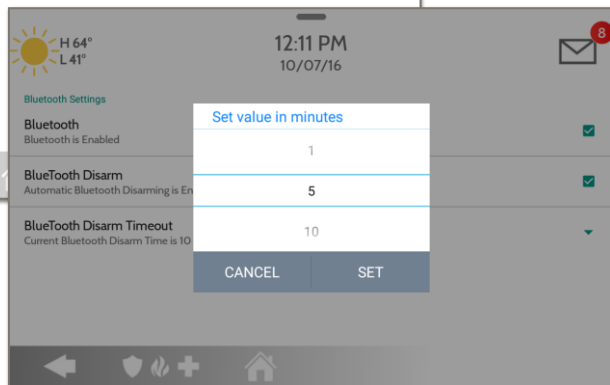 H 64°
L 41°
12:11 PM
10/07/16
8
Bluetooth Settings
Bluetooth
Bluetooth is Enabled
BlueTooth Disarm
Automatic Bluetooth Disarming is En
BlueTooth Disarm Timeout
Current Bluetooth Disarm Time is 10
Set value in minutes
1
5
10
CANCEL
SET